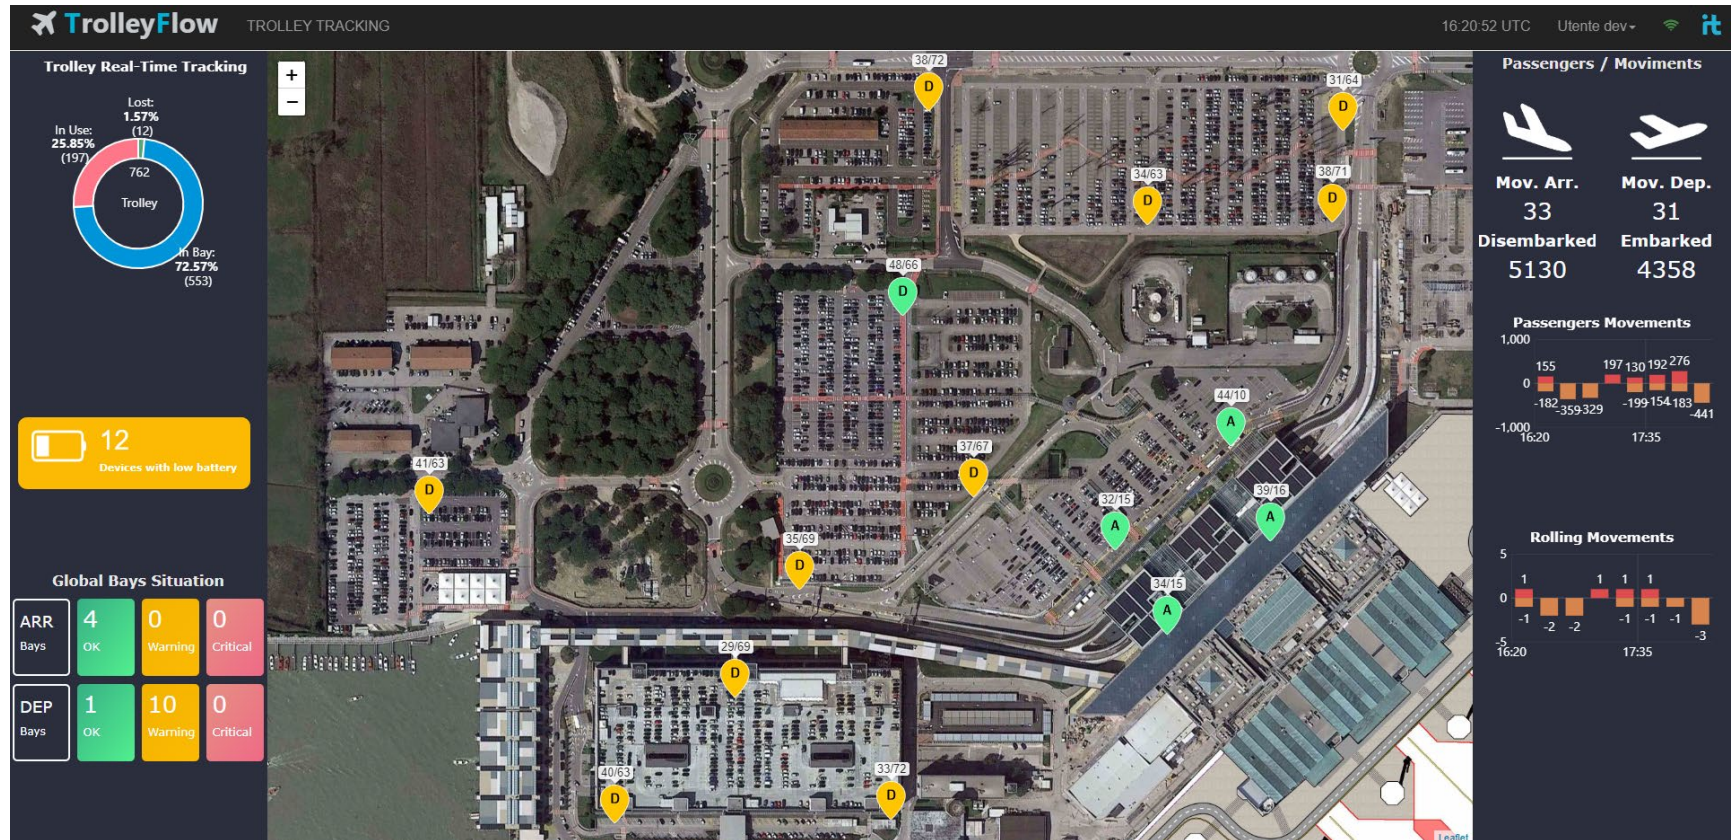 TrolleyFlow TROLLEY TRACKING 16:20:52 UTC Utente dev it
Trolley Real-Time Tracking
Lost:
1.57%
(12)
In Use:
25.85%
(197)
762
Trolley
In Bay:
72.57%
(553)
12
Devices with low battery
Global Bays Situation
ARR
Bays
4
OK
0
Warning
0
Critical
DEP
Bays
1
OK
10
Warning
0
Critical
+
−
38/72
D
31/64
D
34/63
D
38/71
D
48/66
D
44/10
A
41/63
D
37/67
D
32/15
A
39/16
A
35/69
D
34/15
A
29/69
D
40/63
D
33/72
D
Leaflet
Passengers / Moviments
Mov. Arr. Mov. Dep.
33 31
Disembarked Embarked
5130 4358
Passengers Movements
1,000
155 197 130 192 276
0
-182 -359 -329 -199 -154 -183 -441
-1,000
16:20 17:35
Rolling Movements
5
1 1 1 1
0
-1 -2 -2 -1 -1 -1 -3
-5
16:20 17:35